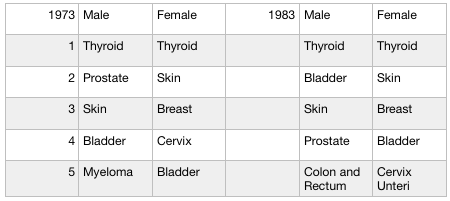 1973 Male Female 1983 Male Female
1 Thyroid Thyroid Thyroid Thyroid
2 Prostate Skin Bladder Skin
3 Skin Breast Skin Breast
4 Bladder Cervix Prostate Bladder
5 Myeloma Bladder Colon and Cervix
Rectum Unteri